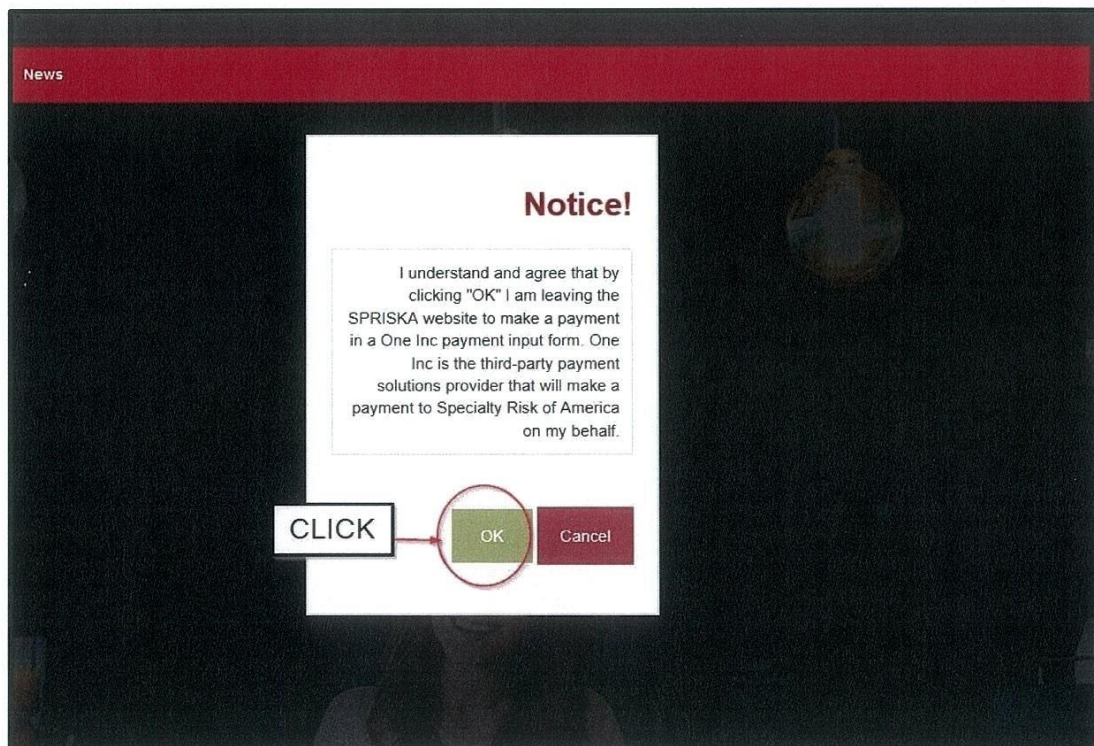 News
Notice!
I understand and agree that by
clicking "OK" I am leaving the
SPRISKA website to make a payment
in a One Inc payment input form. One
Inc is the third-party payment
solutions provider that will make a
payment to Specialty Risk of America
on my behalf.
CLICK
OK
Cancel